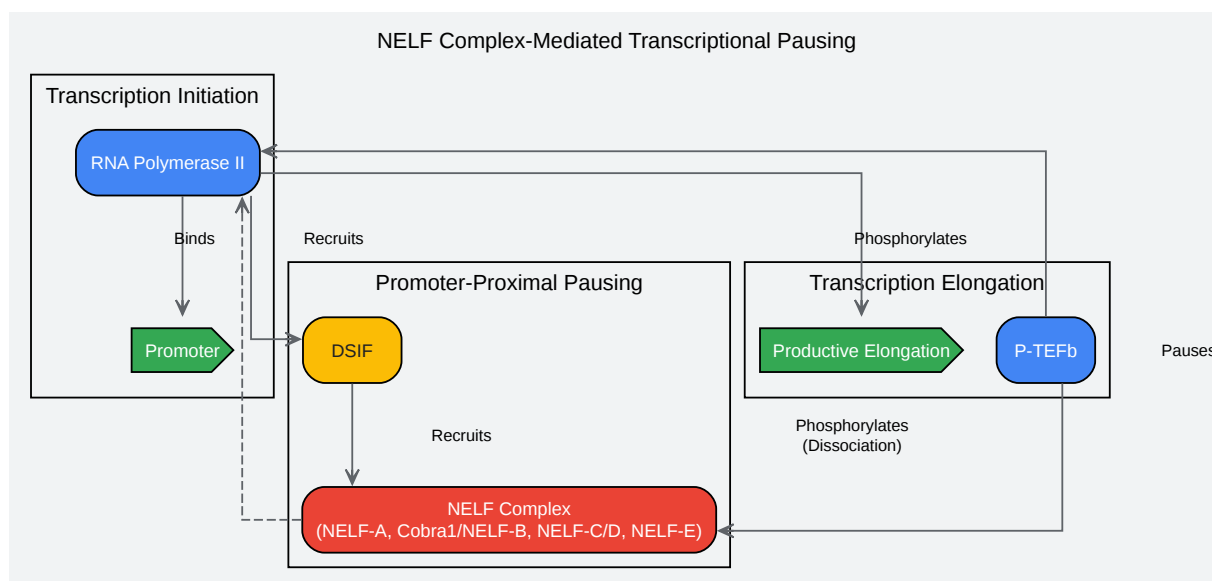 NELF Complex-Mediated Transcriptional Pausing
Transcription Initiation
RNA Polymerase II
Binds
Recruits
Phosphorylates
Promoter-Proximal Pausing
Transcription Elongation
Promoter
DSIF
Productive Elongation
P-TEFb
Pauses
Recruits
Phosphorylates
(Dissociation)
NELF Complex
(NELF-A, Cobra1/NELF-B, NELF-C/D, NELF-E)